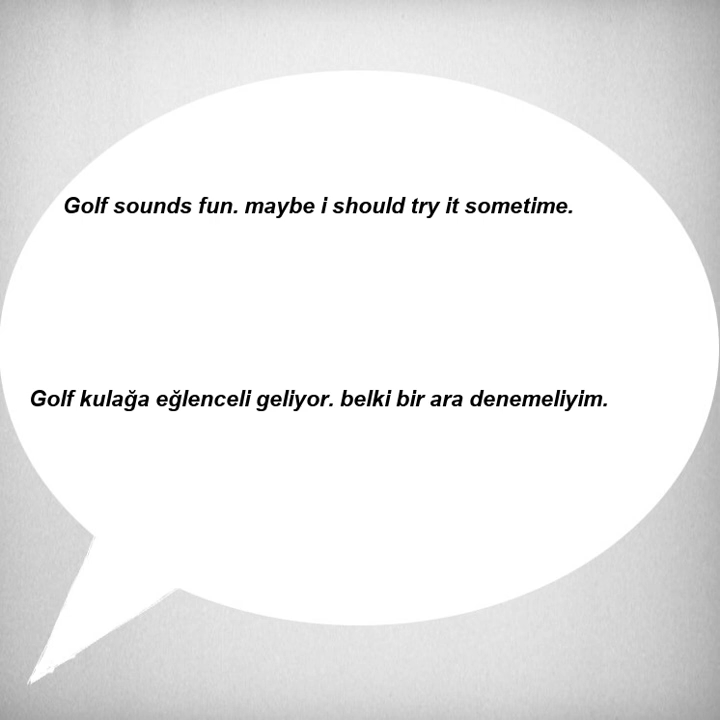 Golf sounds fun. maybe i should try it sometime.
Golf kulağa eğlenceli geliyor. belki bir ara denemeliyim.